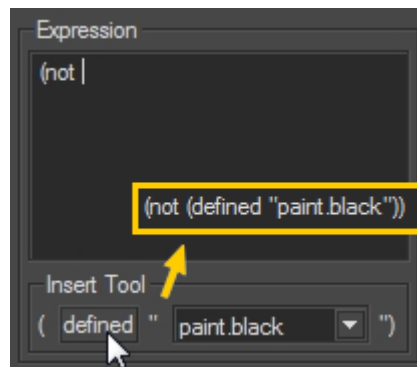 Expression
(not
(not (defined "paint.black"))
Insert Tool
( defined " paint.black ")